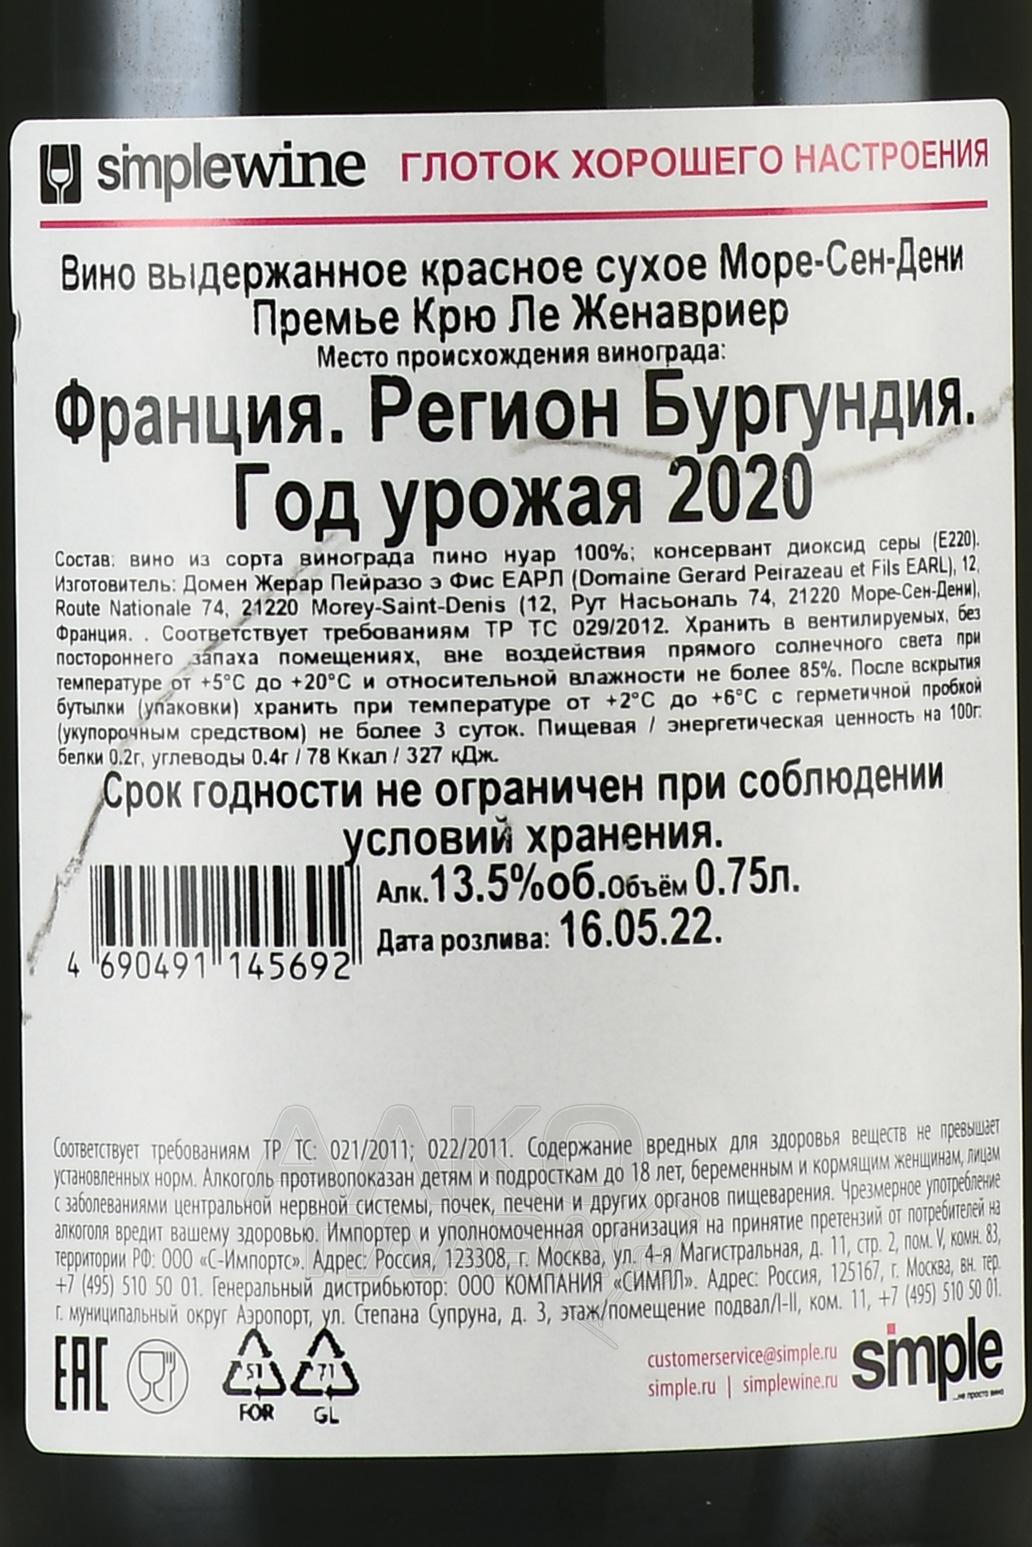 simplewine ГЛОТОК ХОРОШЕГО НАСТРОЕНИЯ
Вино выдержанное красное сухое Море-Сен-Дени
Премье Крю Ле Женавриер
Место происхождения винограда:
Франция. Регион Бургундия.
Год урожая 2020
Состав: вино из сорта винограда пино нуар 100%; консервант диоксид серы (E220).
Изготовитель: Домен Жерар Пейразо э Фис ЕАРЛ (Domaine Gerard Peirazeau et Fils EARL), 12,
Route Nationale 74, 21220 Morey-Saint-Denis (12, Рут Насьональ 74, 21220 Море-Сен-Дени),
Франция. . Соответствует требованиям ТР ТС 029/2012. Хранить в вентилируемых, без
постороннего запаха помещениях, вне воздействия прямого солнечного света при
температуре от +5°C до +20°C и относительной влажности не более 85%. После вскрытия
бутылки (упаковки) хранить при температуре от +2°C до +6°C с герметичной пробкой
(укупорочным средством) не более 3 суток. Пищевая / энергетическая ценность на 100г:
белки 0.2г, углеводы 0.4г / 78 Ккал / 327 кДж.
Срок годности не ограничен при соблюдении
условий хранения.
Алк.13.5%об.Объём 0.75л.
Дата розлива: 16.05.22.
4 690491 145692
Соответствует требованиям ТР ТС: 021/2011; 022/2011. Содержание вредных для здоровья веществ не превышает
установленных норм. Алкоголь противопоказан детям и подросткам до 18 лет, беременным и кормящим женщинам, лицам
с заболеваниями центральной нервной системы, почек, печени и других органов пищеварения. Чрезмерное употребление
алкоголя вредит вашему здоровью. Импортер и уполномоченная организация на принятие претензий от потребителей на
территории РФ: ООО «С-Импортс». Адрес: Россия, 123308, г. Москва, ул. 4-я Магистральная, д. 11, стр. 2, пом. V, комн. 83,
+7 (495) 510 50 01. Генеральный дистрибьютор: ООО КОМПАНИЯ «СИМПЛ». Адрес: Россия, 125167, г. Москва, вн. тер.
г. муниципальный округ Аэропорт, ул. Степана Супруна, д. 3, этаж/помещение подвал/I-II, ком. 11, +7 (495) 510 50 01.
EAC
51
FOR
71
GL
customerservice@simple.ru
simple.ru | simplewine.ru
simple
...не просто вино